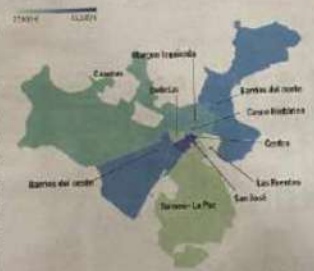 Margen Izquierda
Casetas
Delicias
Barrios del norte
Casco Histórico
Centro
Barrios del
Las Fuentes
San José
Torrero-La Paz